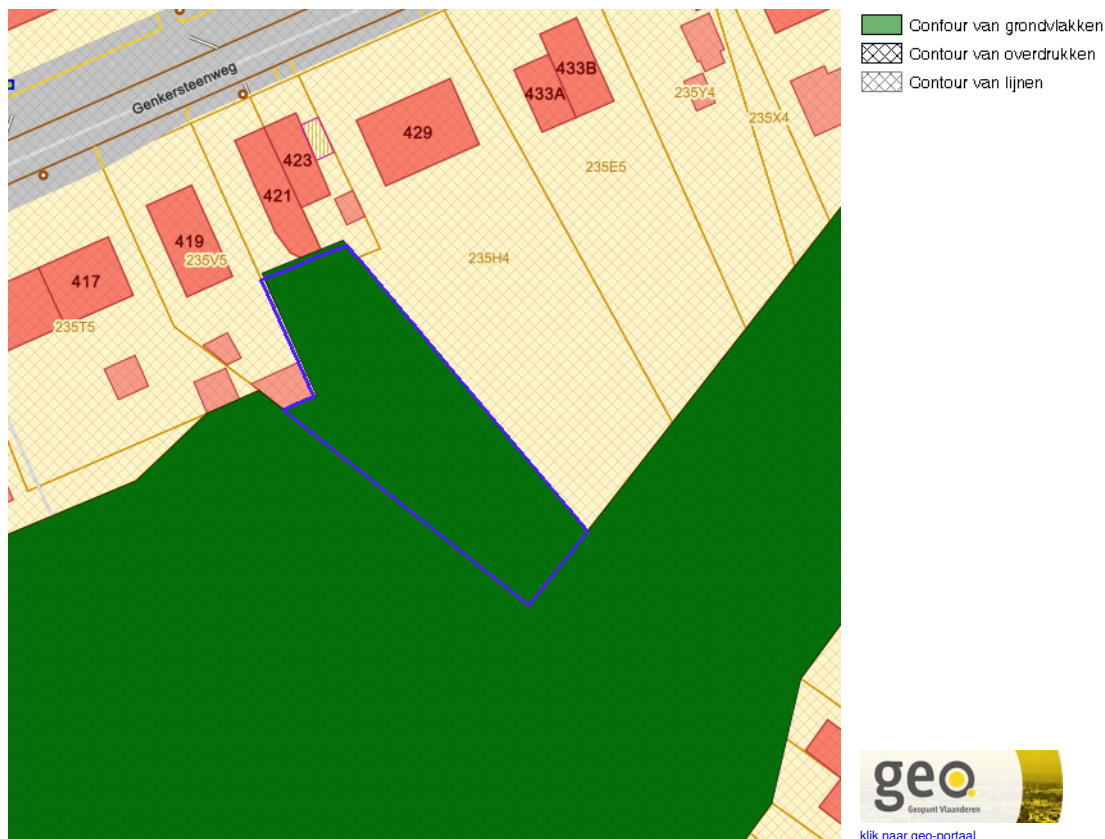 Contour van grondvlakken
Contour van overdrukken
Contour van lijnen
Genkersteenweg
433B
433A
235Y4
235X4
429
423
421
235E5
419
235V5
235H4
417
235T5
geo
Geopunt Vlaanderen
klik naar geo-portaal